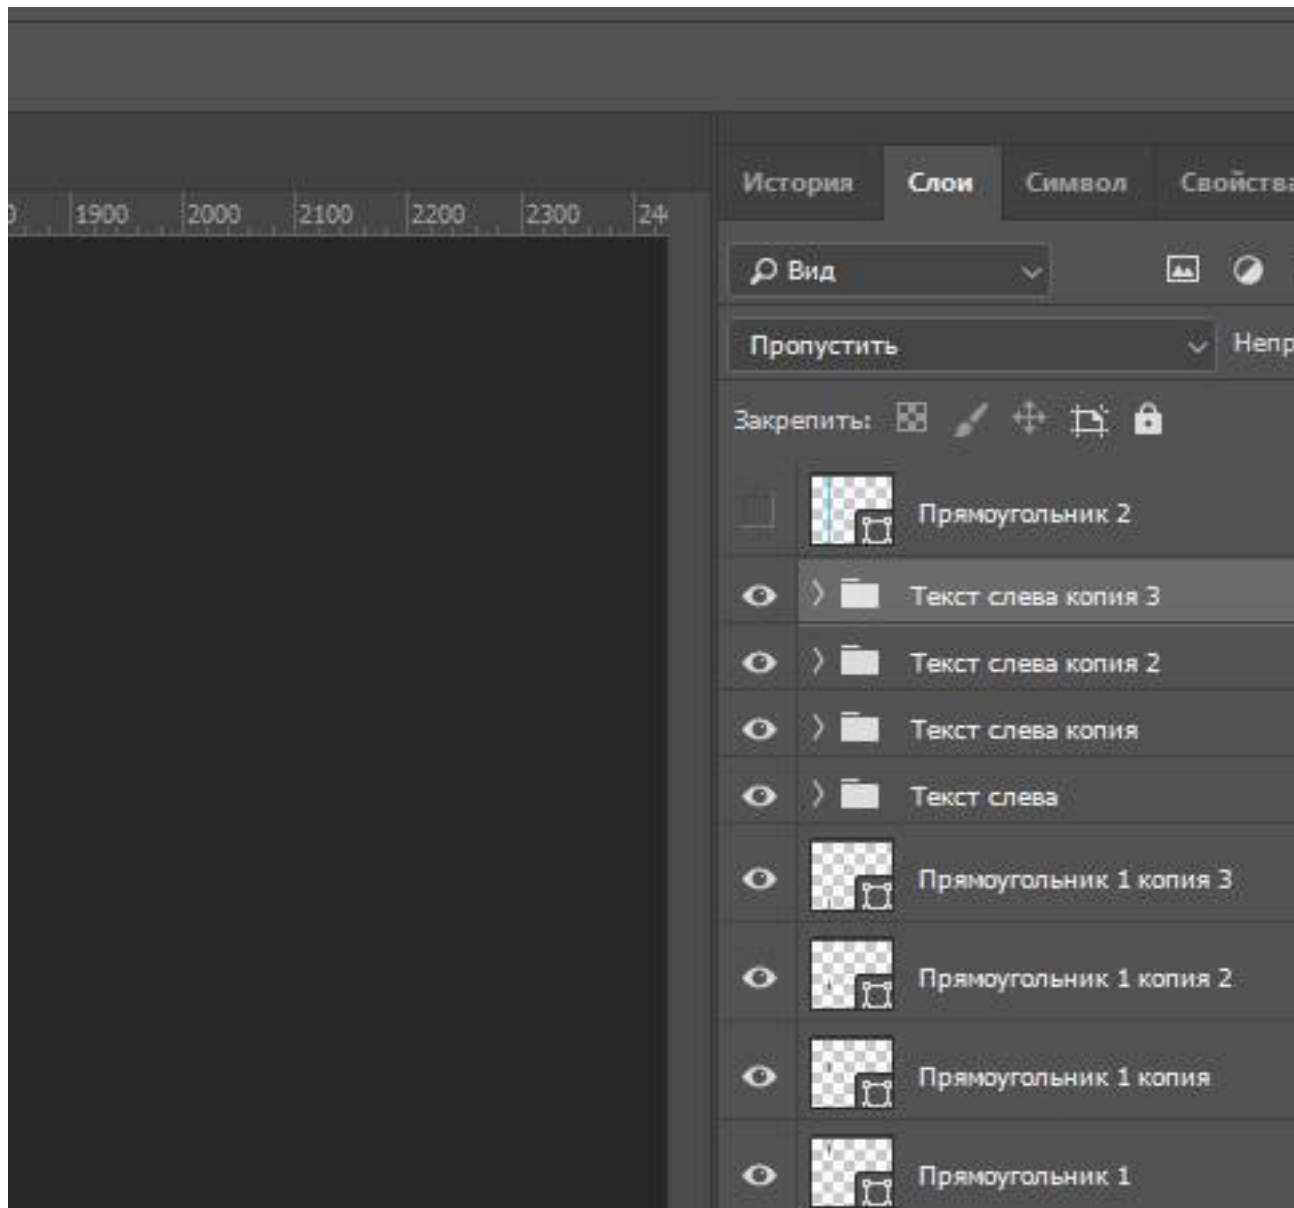 История Слои Символ
1900 2000 2100 2200 2300
Вид
Пропустить
Закрепить:
Прямоугольник 2
Текст слева копия 3
Текст слева копия 2
Текст слева копия
Текст слева
Прямоугольник 1 копия 3
Прямоугольник 1 копия 2
Прямоугольник 1 копия
Прямоугольник 1